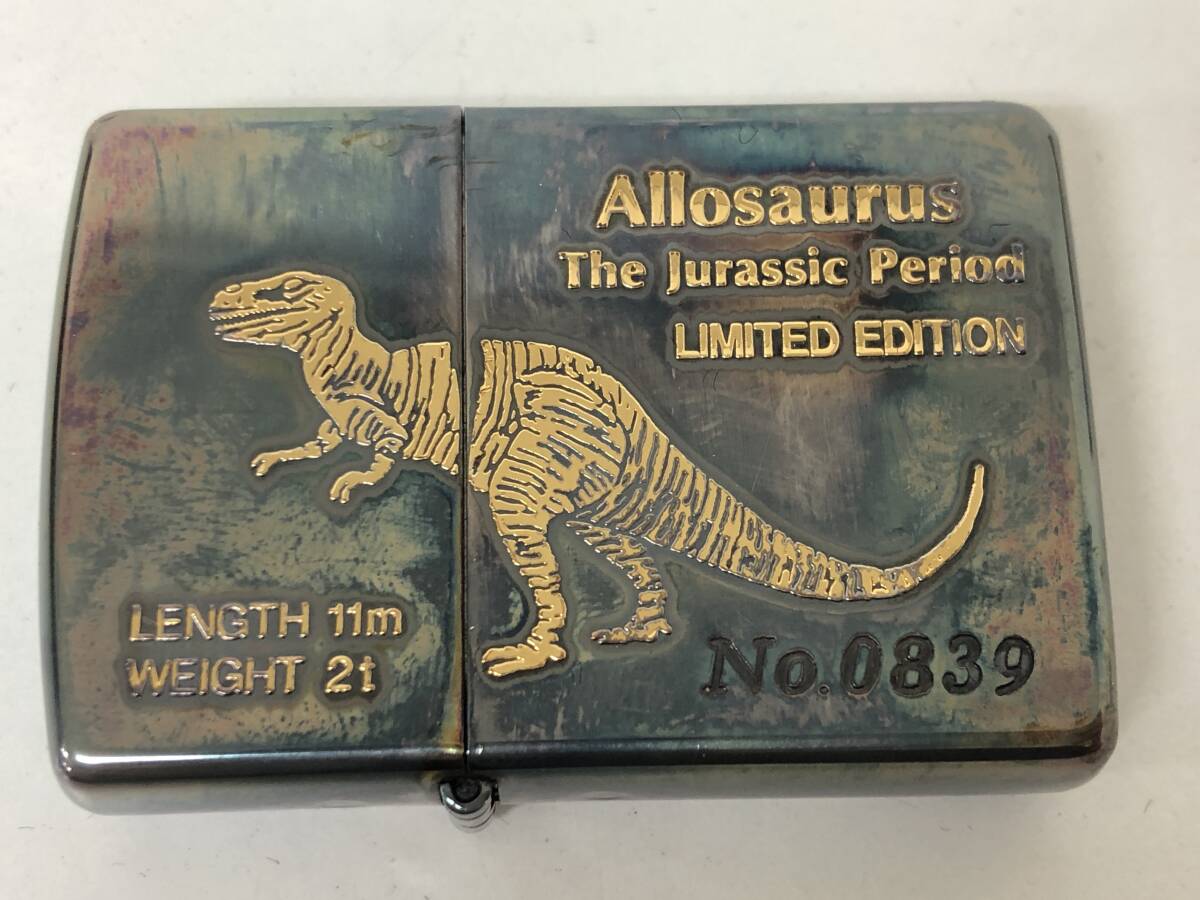 Allosaurus
The Jurassic Period
LIMITED EDITION
LENGTH 11m
WEIGHT 2t
No.0839